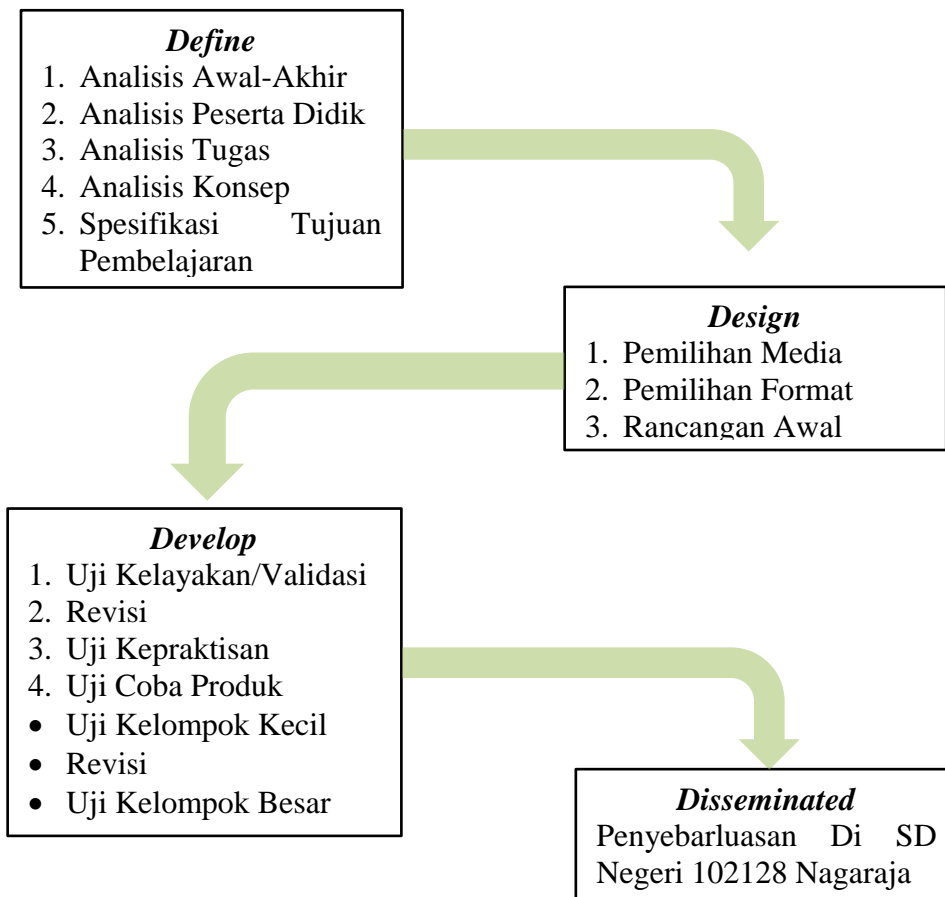 Define
1. Analisis Awal-Akhir
2. Analisis Peserta Didik
3. Analisis Tugas
4. Analisis Konsep
5. Spesifikasi Tujuan
Pembelajaran
Design
1. Pemilihan Media
2. Pemilihan Format
3. Rancangan Awal
Develop
1. Uji Kelayakan/Validasi
2. Revisi
3. Uji Kepraktisan
4. Uji Coba Produk
• Uji Kelompok Kecil
• Revisi
• Uji Kelompok Besar
Disseminated
Penyebarluasan Di SD
Negeri 102128 Nagaraja